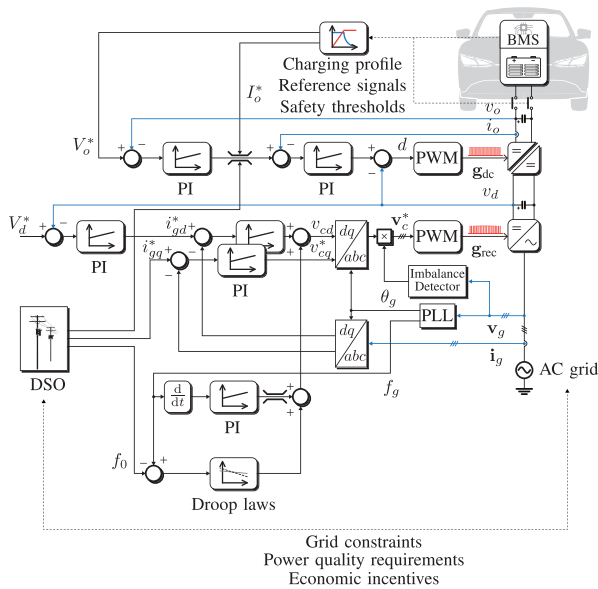 BMS
Charging profile
Reference signals
Safety thresholds
I*o
vo
io
V*o
+ −
PI
+ −
PI
+
−
d
PWM
gdc
vd
V*d
+ −
PI
i*gd
+
−
i*gq
+
−
PI
+
+
vcd
v*cq
dq
abc
v*c
PWM
grec
Imbalance
Detector
θg
PLL
vg
dq
abc
ig
AC grid
DSO
fg
d
dt
PI
+
+
f0
− +
Droop laws
Grid constraints
Power quality requirements
Economic incentives